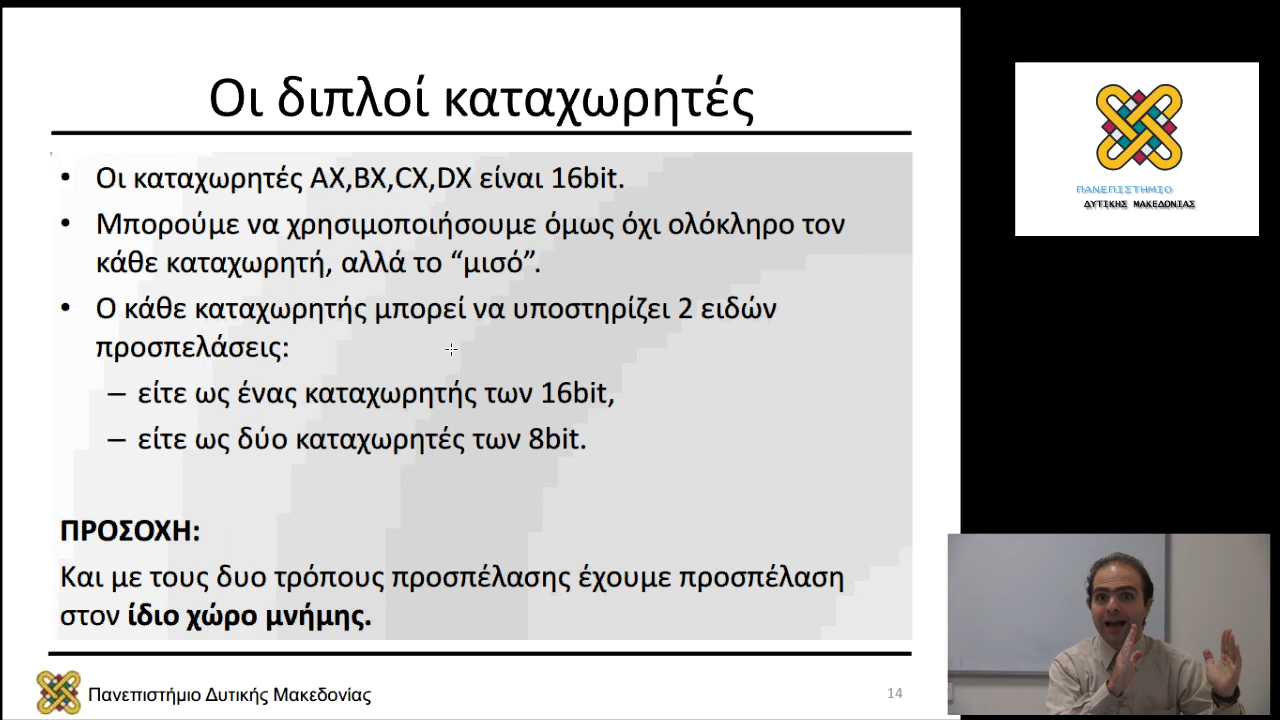 Οι διπλοί καταχωρητές
• Οι καταχωρητές AX,BX,CX,DX είναι 16bit.
• Μπορούμε να χρησιμοποιήσουμε όμως όχι ολόκληρο τον
κάθε καταχωρητή, αλλά το “μισό”.
• Ο κάθε καταχωρητής μπορεί να υποστηρίζει 2 ειδών
προσπελάσεις:
– είτε ως ένας καταχωρητής των 16bit,
– είτε ως δύο καταχωρητές των 8bit.
ΠΡΟΣΟΧΗ:
Και με τους δυο τρόπους προσπέλασης έχουμε προσπέλαση
στον ίδιο χώρο μνήμης.
Πανεπιστήμιο Δυτικής Μακεδονίας
14
ΠΑΝΕΠΙΣΤΗΜΙΟ
ΔΥΤΙΚΗΣ ΜΑΚΕΔΟΝΙΑΣ